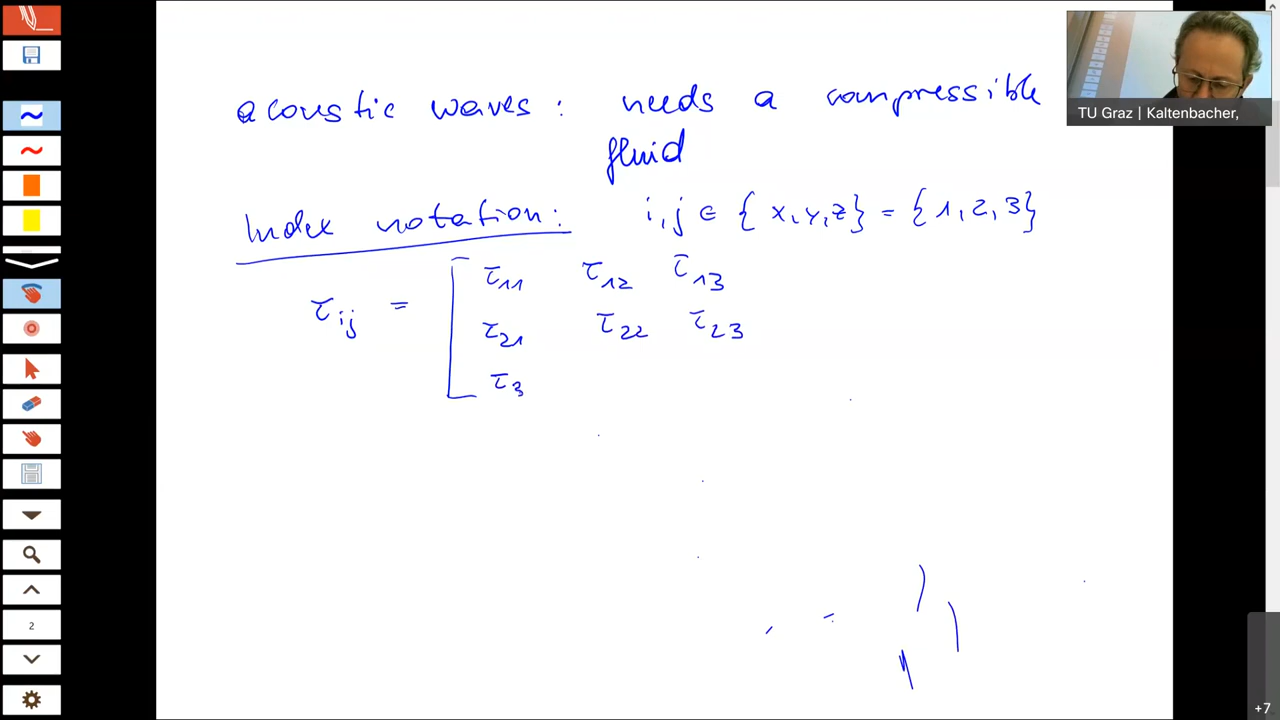 acoustic waves : needs a compressible
fluid
TU Graz | Kaltenbacher,
Index notation: i, j ∈ { x, y, z } = { 1, 2, 3 }
τij = [ τ11 τ12 τ13
τ21 τ22 τ23
τ3
2
+7